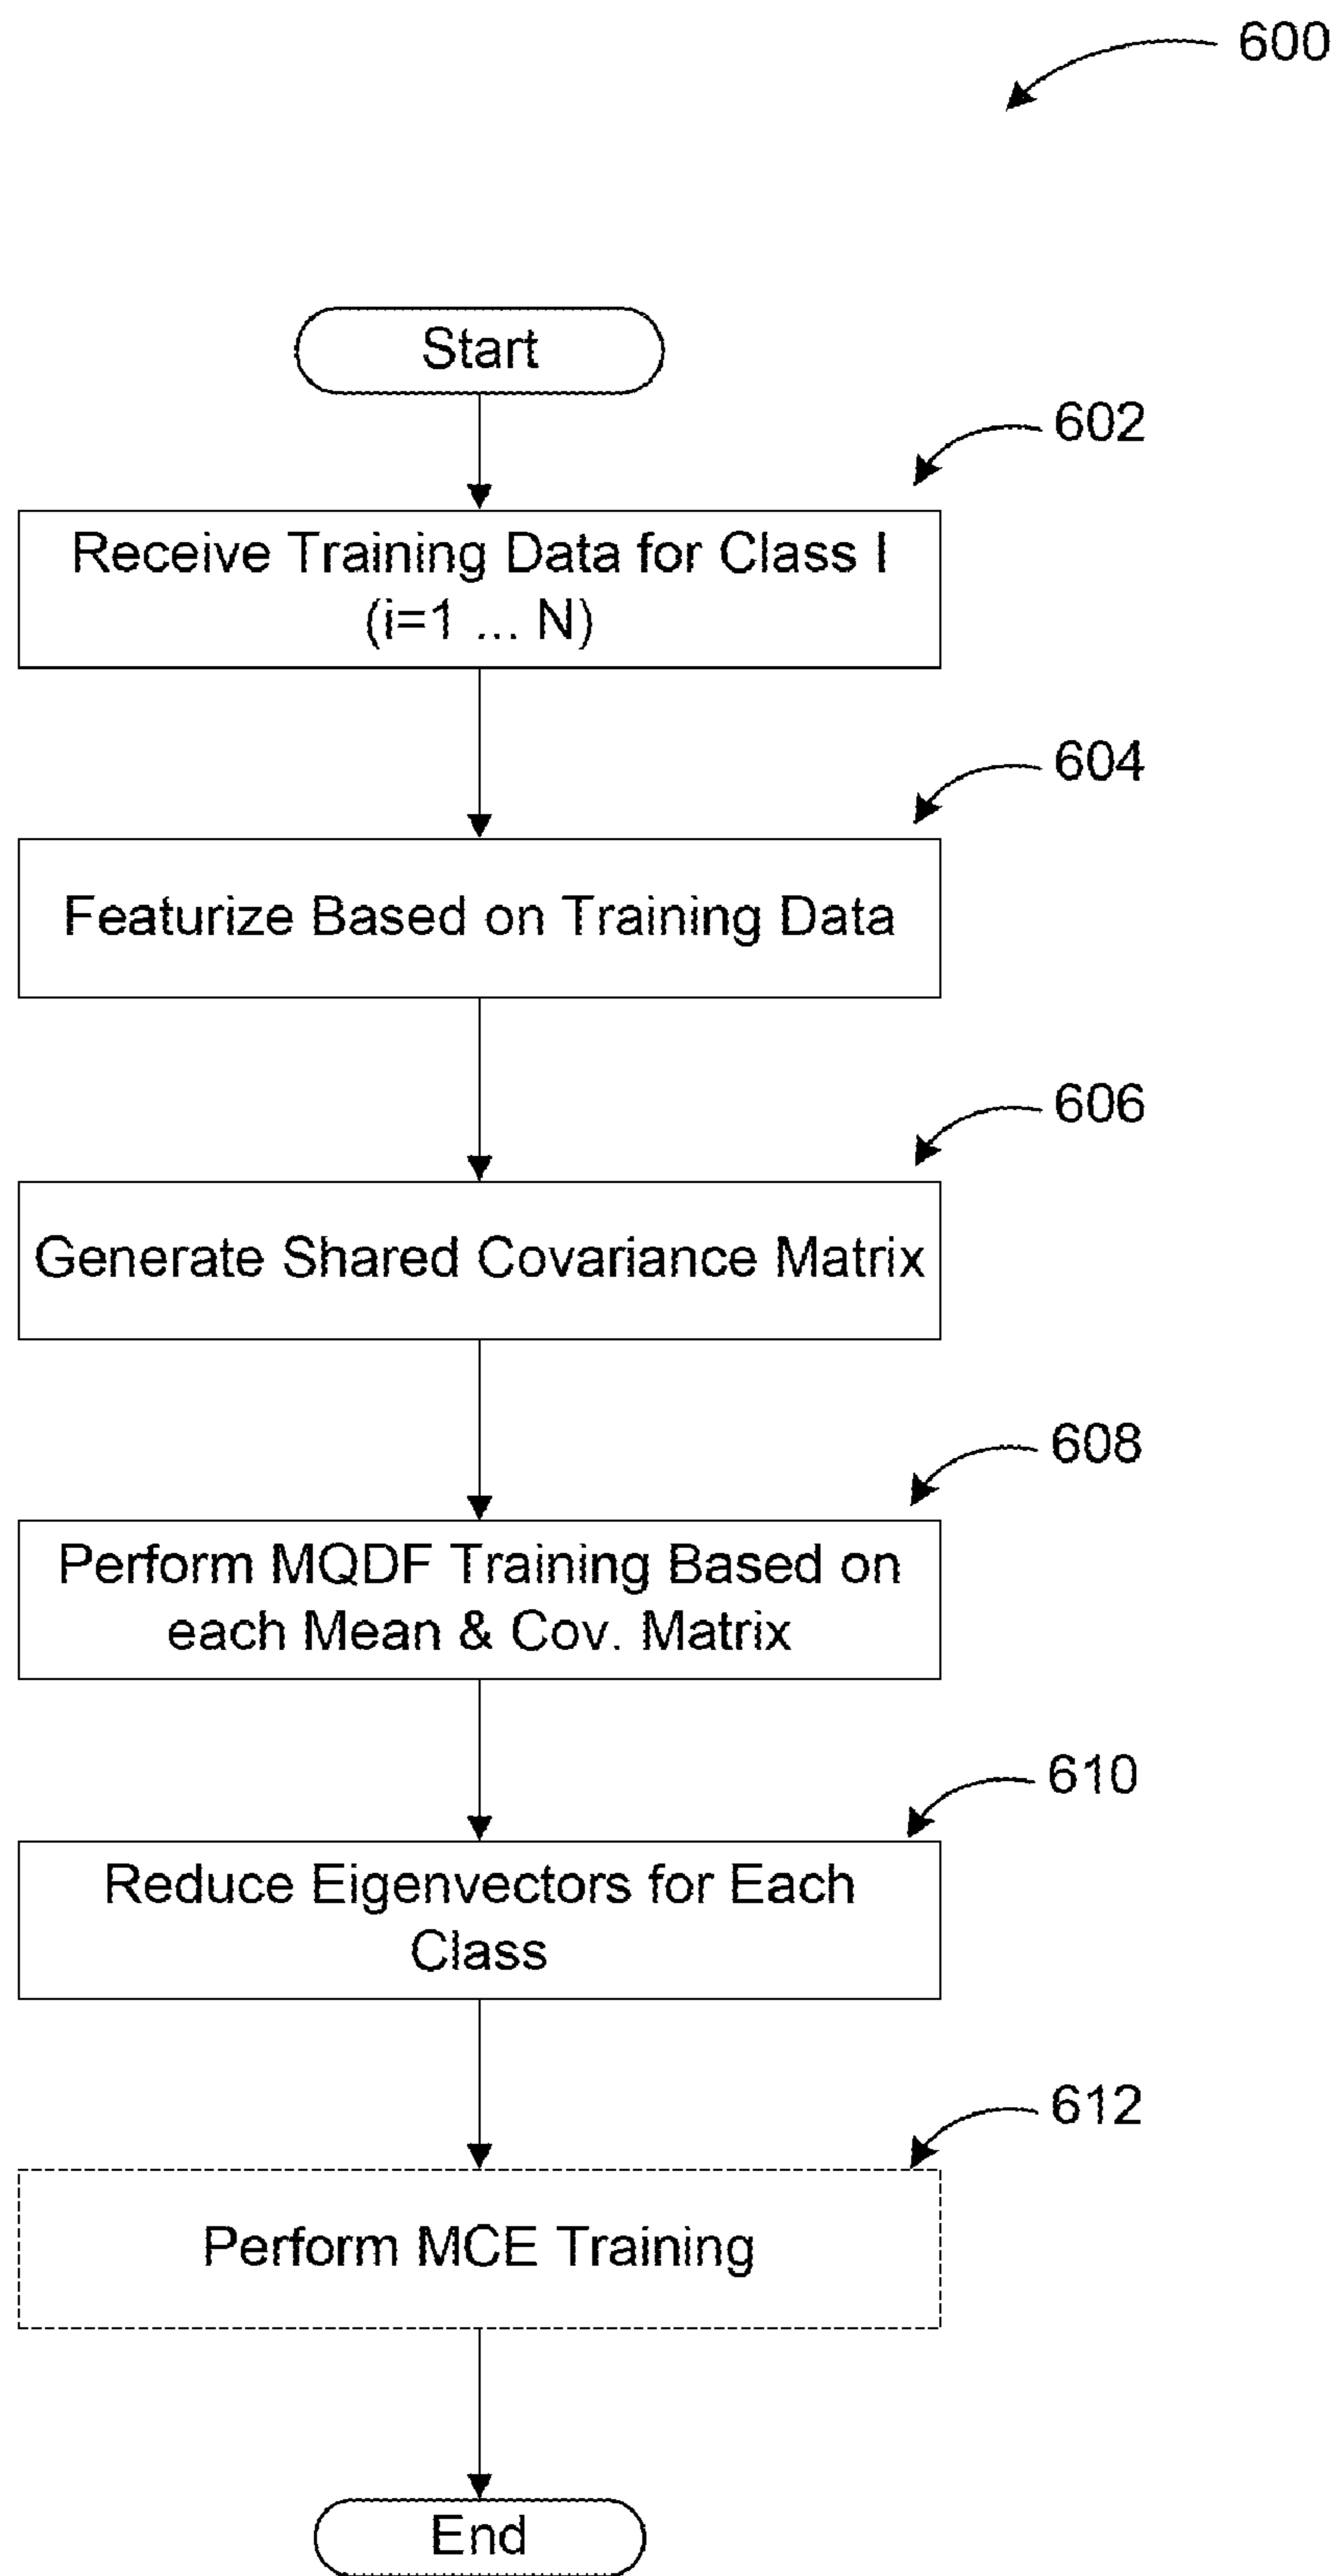 600
Start
602
Receive Training Data for Class I
(i=1 ... N)
604
Featurize Based on Training Data
606
Generate Shared Covariance Matrix
608
Perform MQDF Training Based on
each Mean & Cov. Matrix
610
Reduce Eigenvectors for Each
Class
612
Perform MCE Training
End